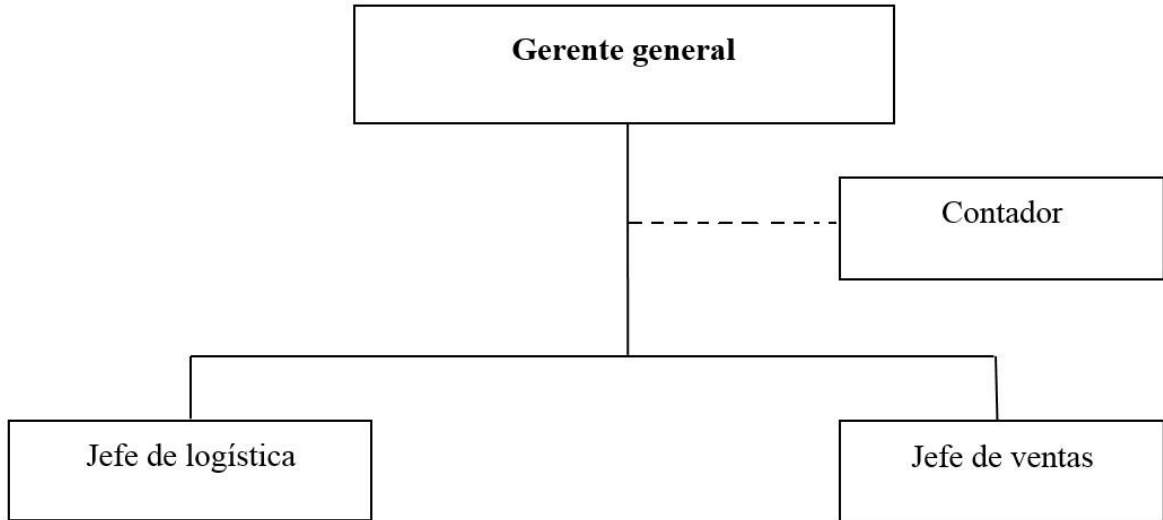 Gerente general
Contador
Jefe de logística
Jefe de ventas